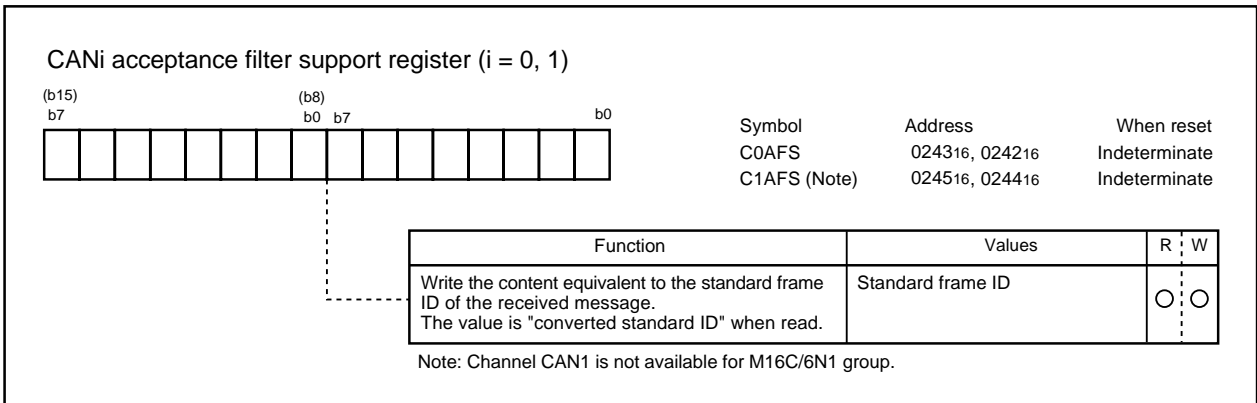 CANi acceptance filter support register (i = 0, 1)
(b15) (b8)
b7 b0 b7 b0
Symbol Address When reset
C0AFS 024316, 024216 Indeterminate
C1AFS (Note) 024516, 024416 Indeterminate
Function Values R W
Write the content equivalent to the standard frame Standard frame ID
ID of the received message.
The value is "converted standard ID" when read.
Note: Channel CAN1 is not available for M16C/6N1 group.